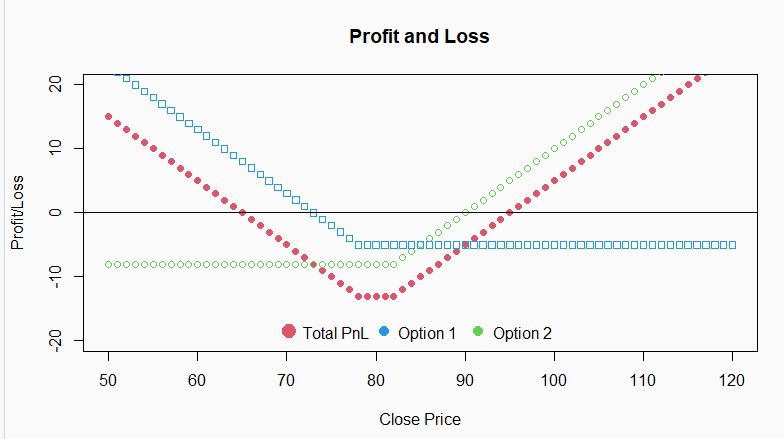 Profit and Loss
20
10
0
-10
-20
Profit/Loss
Total PnL Option 1 Option 2
50 60 70 80 90 100 110 120
Close Price